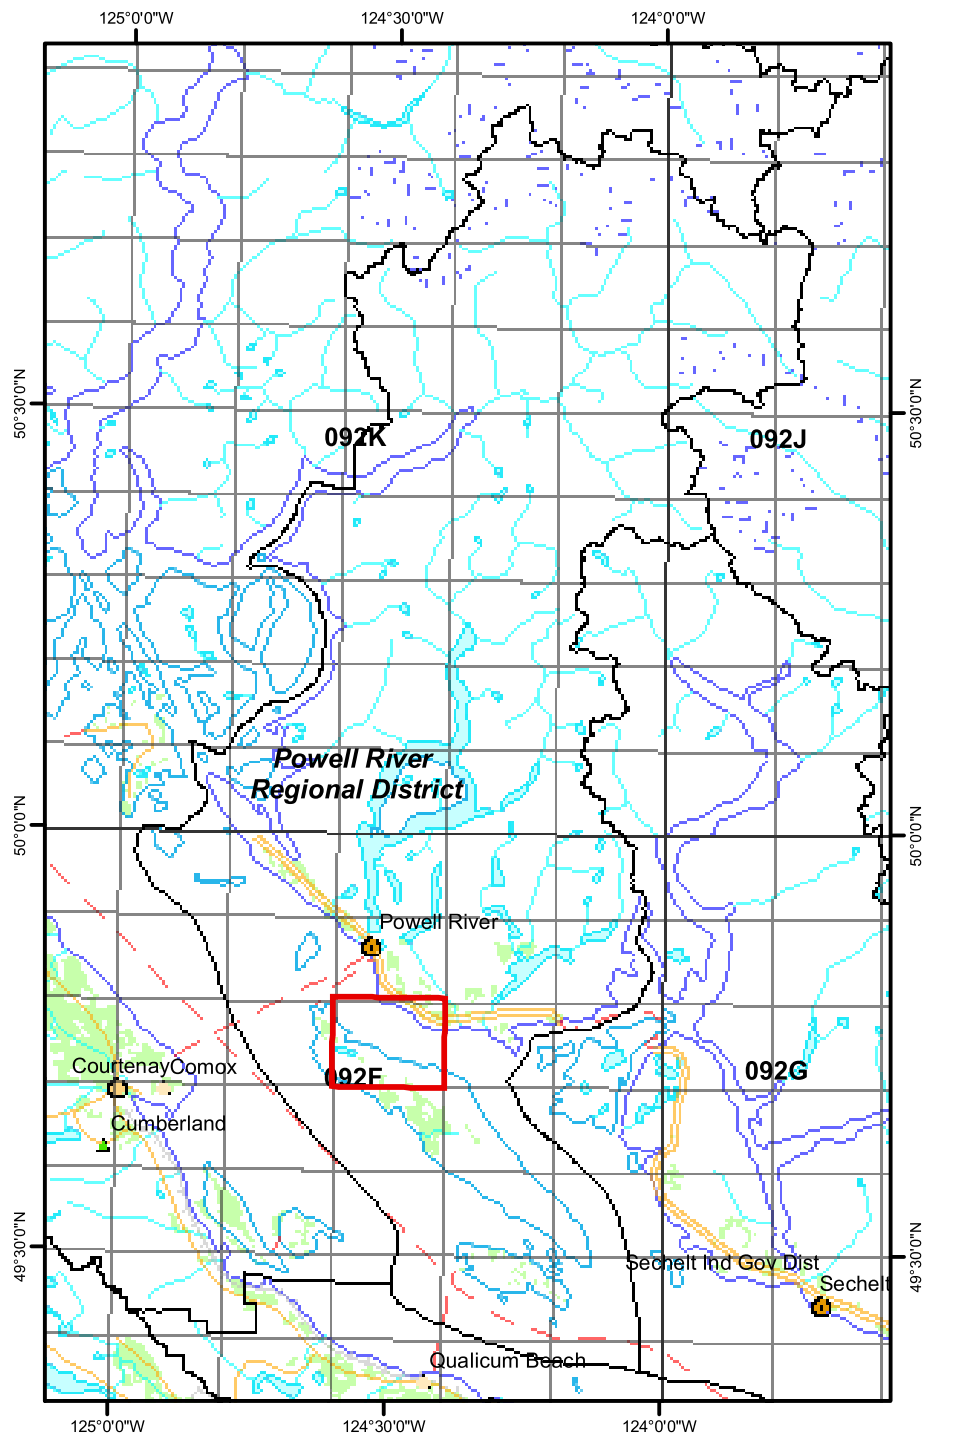 125°0'0"W
124°30'0"W
124°0'0"W
50°30'0"N
50°30'0"N
092K
092J
Powell River
Regional District
50°0'0"N
50°0'0"N
Powell River
Courtenay
Comox
092F
092G
Cumberland
49°30'0"N
49°30'0"N
Sechelt Ind Gov Dist
Sechelt
Qualicum Beach
125°0'0"W
124°30'0"W
124°0'0"W